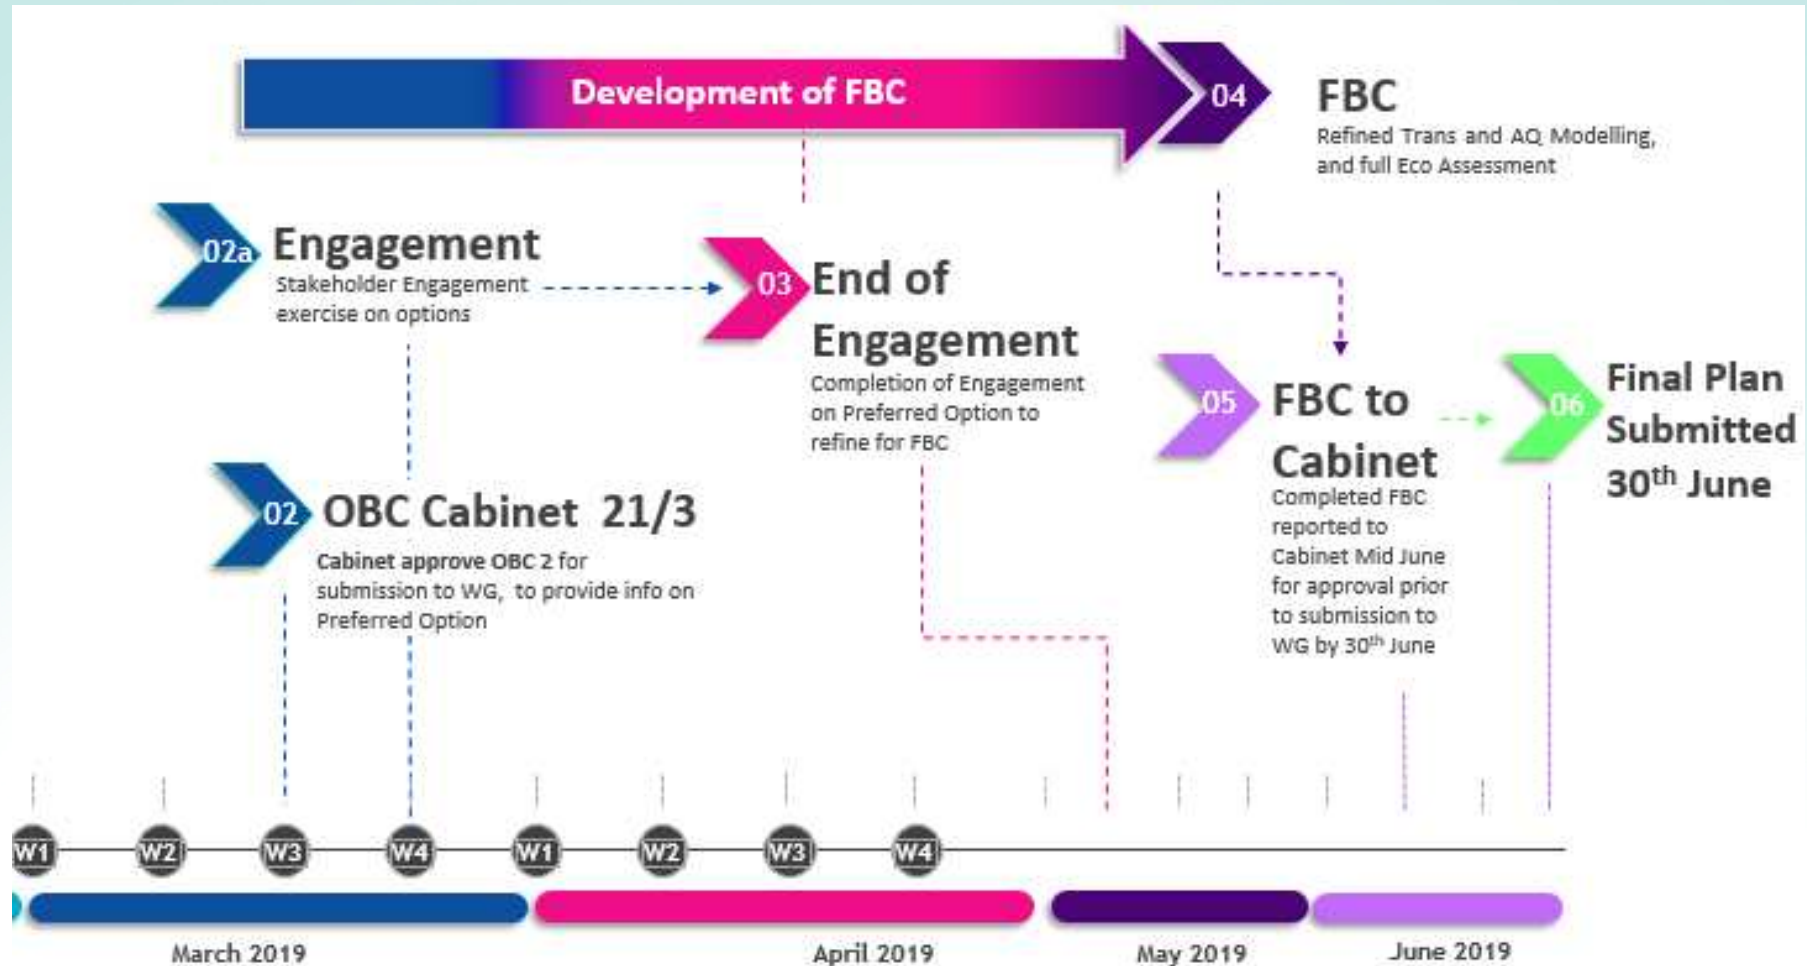 Development of FBC
04
FBC
Refined Trans and AQ Modelling,
and full Eco Assessment
02a
Engagement
Stakeholder Engagement
exercise on options
03
End of
Engagement
Completion of Engagement
on Preferred Option to
refine for FBC
02
OBC Cabinet 21/3
Cabinet approve OBC 2 for
submission to WG, to provide info on
Preferred Option
05
FBC to
Cabinet
Completed FBC
reported to
Cabinet Mid June
for approval prior
to submission to
WG by 30th June
06
Final Plan
Submitted
30th June
W1 W2 W3 W4 W1 W2 W3 W4
March 2019 April 2019 May 2019 June 2019